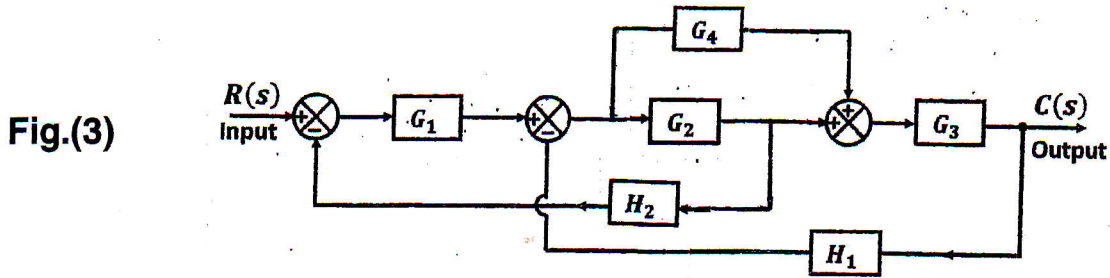 Fig.(3)
R(s)
Input
+
−
G₁
+
−
G₄
G₂
+
+
G₃
C(s)
Output
H₂
H₁